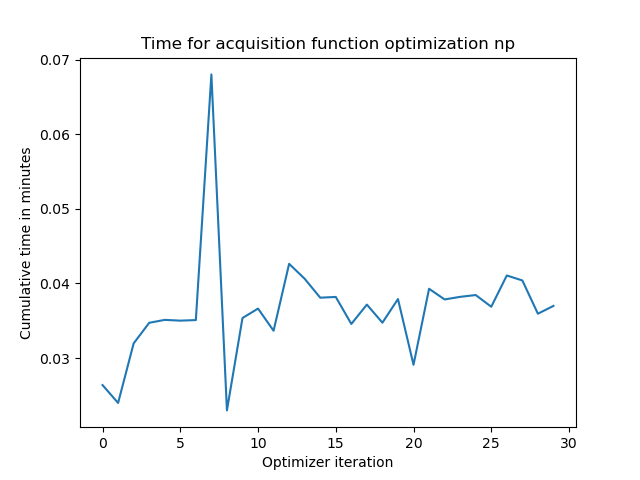 Time for acquisition function optimization np
0.07
0.06
0.05
0.04
0.03
Cumulative time in minutes
0 5 10 15 20 25 30
Optimizer iteration